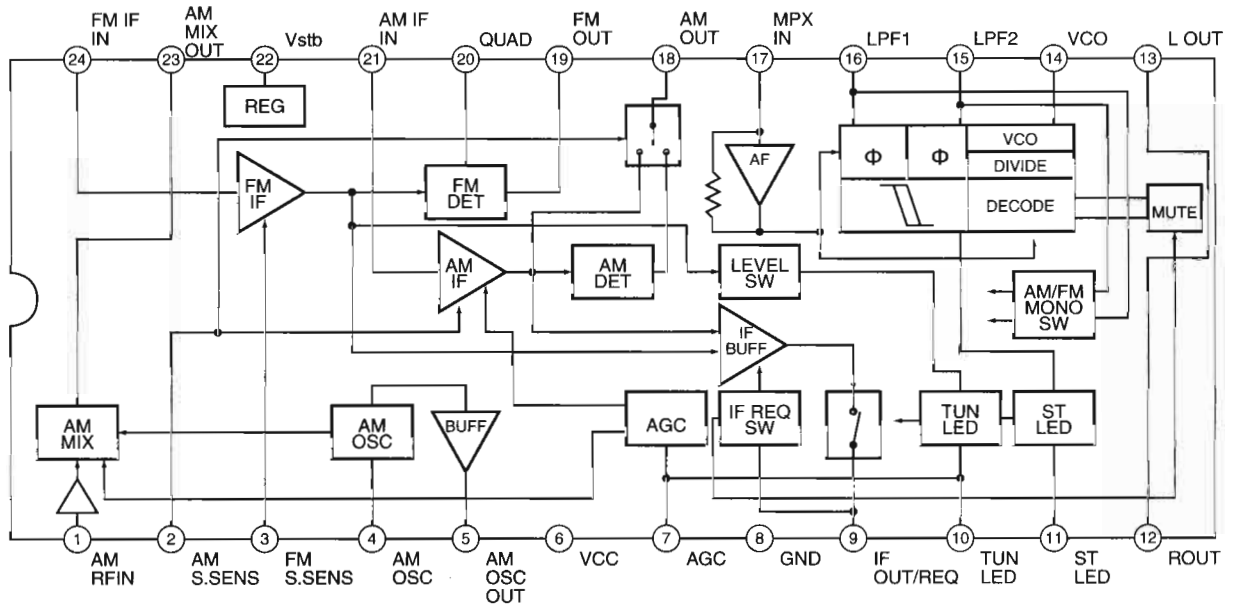 FM IF
IN
AM
MIX
OUT
Vstb
AM IF
IN
QUAD
FM
OUT
AM
OUT
MPX
IN
LPF1
LPF2
VCO
L OUT
24
23
22
21
20
19
18
17
16
15
14
13
REG
FM
IF
FM
DET
AF
Φ
Φ
VCO
DIVIDE
DECODE
MUTE
AM
IF
AM
DET
LEVEL
SW
AM/FM
MONO
SW
IF
BUFF
AM
MIX
AM
OSC
BUFF
AGC
IF REQ
SW
TUN
LED
ST
LED
1
2
3
4
5
6
7
8
9
10
11
12
AM
RFIN
AM
S.SENS
FM
S.SENS
AM
OSC
AM
OSC
OUT
VCC
AGC
GND
IF
OUT/REQ
TUN
LED
ST
LED
ROUT